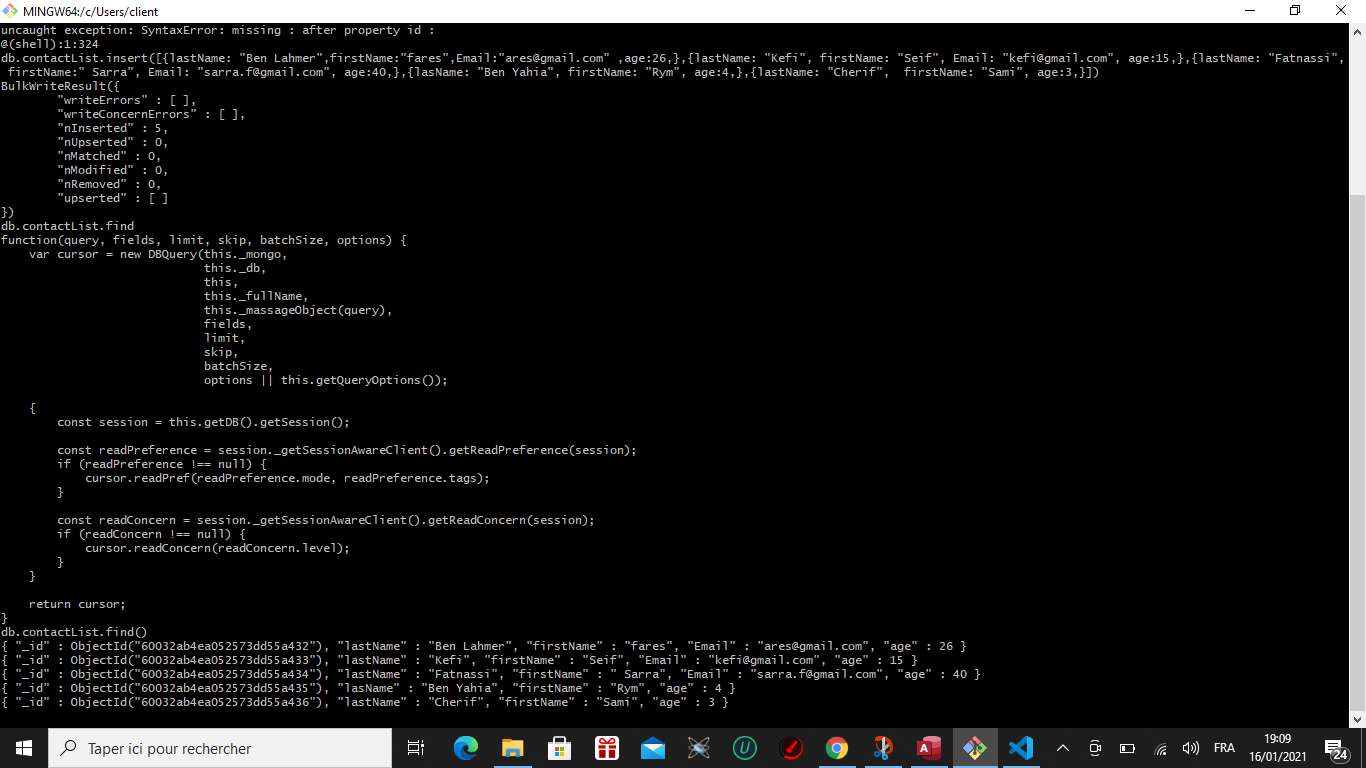 MINGW64:/c/Users/client
uncaught exception: SyntaxError: missing : after property id :
@(shell):1:324
db.contactList.insert([{lastName: "Ben Lahmer",firstName:"fares",Email:"ares@gmail.com" ,age:26,},{lastName: "Kefi", firstName: "Seif", Email: "kefi@gmail.com", age:15,},{lastName: "Fatnassi",
 firstName:" Sarra", Email: "sarra.f@gmail.com", age:40,},{lasName: "Ben Yahia", firstName: "Rym", age:4,},{lastName: "Cherif",  firstName: "Sami", age:3,}])
BulkWriteResult({
        "writeErrors" : [ ],
        "writeConcernErrors" : [ ],
        "nInserted" : 5,
        "nUpserted" : 0,
        "nMatched" : 0,
        "nModified" : 0,
        "nRemoved" : 0,
        "upserted" : [ ]
})
db.contactList.find
function(query, fields, limit, skip, batchSize, options) {
    var cursor = new DBQuery(this._mongo,
                             this._db,
                             this,
                             this._fullName,
                             this._massageObject(query),
                             fields,
                             limit,
                             skip,
                             batchSize,
                             options || this.getQueryOptions());
    {
        const session = this.getDB().getSession();
        const readPreference = session._getSessionAwareClient().getReadPreference(session);
        if (readPreference !== null) {
            cursor.readPref(readPreference.mode, readPreference.tags);
        }
        const readConcern = session._getSessionAwareClient().getReadConcern(session);
        if (readConcern !== null) {
            cursor.readConcern(readConcern.level);
        }
    }
    return cursor;
}
db.contactList.find()
{ "_id" : ObjectId("60032ab4ea052573dd55a432"), "lastName" : "Ben Lahmer", "firstName" : "fares", "Email" : "ares@gmail.com", "age" : 26 }
{ "_id" : ObjectId("60032ab4ea052573dd55a433"), "lastName" : "Kefi", "firstName" : "Seif", "Email" : "kefi@gmail.com", "age" : 15 }
{ "_id" : ObjectId("60032ab4ea052573dd55a434"), "lastName" : "Fatnassi", "firstName" : " Sarra", "Email" : "sarra.f@gmail.com", "age" : 40 }
{ "_id" : ObjectId("60032ab4ea052573dd55a435"), "lasName" : "Ben Yahia", "firstName" : "Rym", "age" : 4 }
{ "_id" : ObjectId("60032ab4ea052573dd55a436"), "lastName" : "Cherif", "firstName" : "Sami", "age" : 3 }
Taper ici pour rechercher
FRA
19:09
16/01/2021
24